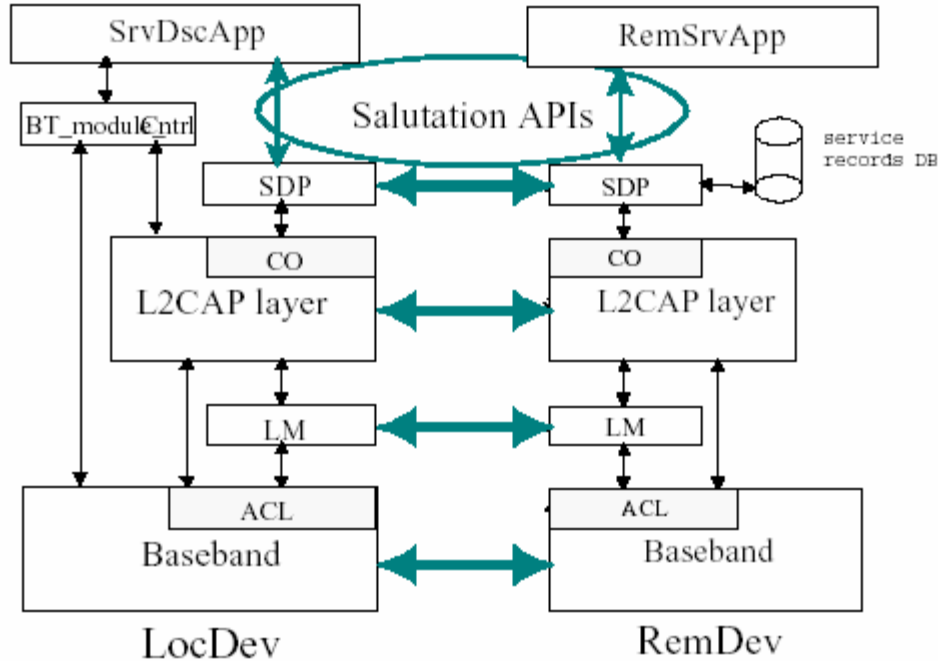 SrvDscApp
RemSrvApp
BT_module_Cntrl
Salutation APIs
service
records DB
SDP
SDP
CO
CO
L2CAP layer
L2CAP layer
LM
LM
ACL
ACL
Baseband
Baseband
LocDev
RemDev